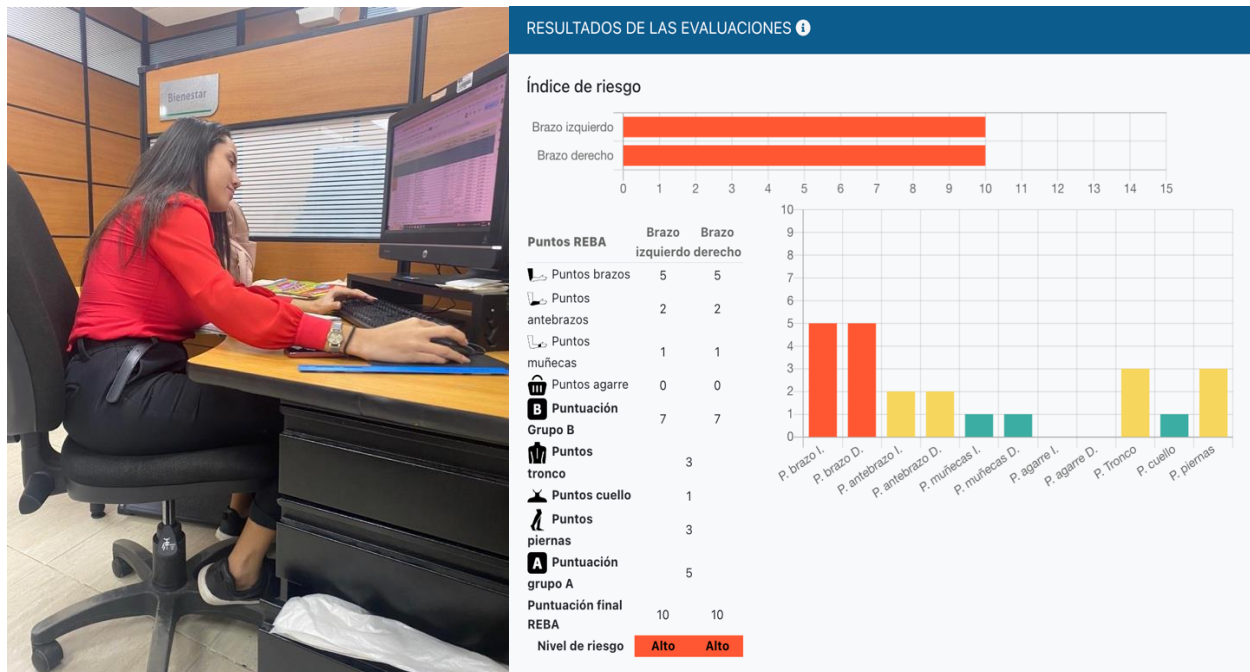 Bienestar
RESULTADOS DE LAS EVALUACIONES
Índice de riesgo
Brazo izquierdo
Brazo derecho
0 1 2 3 4 5 6 7 8 9 10 11 12 13 14 15
Puntos REBA Brazo izquierdo Brazo derecho
Puntos brazos 5 5
Puntos antebrazos 2 2
Puntos muñecas 1 1
Puntos agarre 0 0
B Puntuación Grupo B 7 7
Puntos tronco 3
Puntos cuello 1
Puntos piernas 3
A Puntuación grupo A 5
Puntuación final REBA 10 10
Nivel de riesgo Alto Alto
10
9
8
7
6
5
4
3
2
1
0
P. brazo I. P. brazo D. P. antebrazo I. P. antebrazo D. P. muñecas I. P. muñecas D. P. agarre I. P. agarre D. P. Tronco P. cuello P. piernas